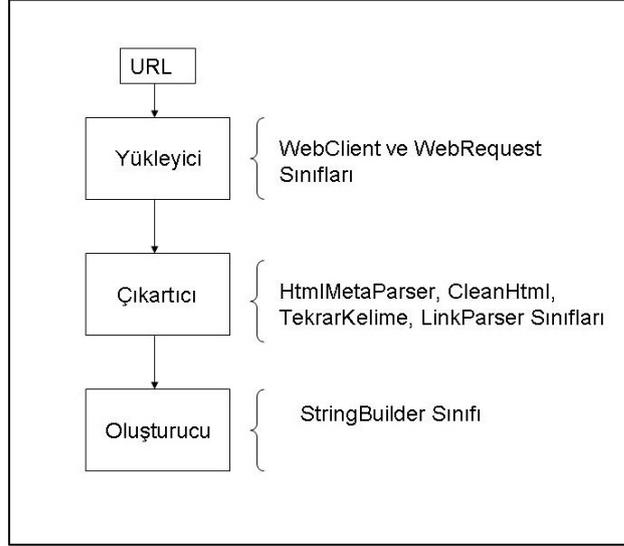 URL
Yükleyici
WebClient ve WebRequest
Sınıfları
Çıkartıcı
HtmlMetaParser, CleanHtml,
TekrarKelime, LinkParser Sınıfları
Oluşturucu
StringBuilder Sınıfı